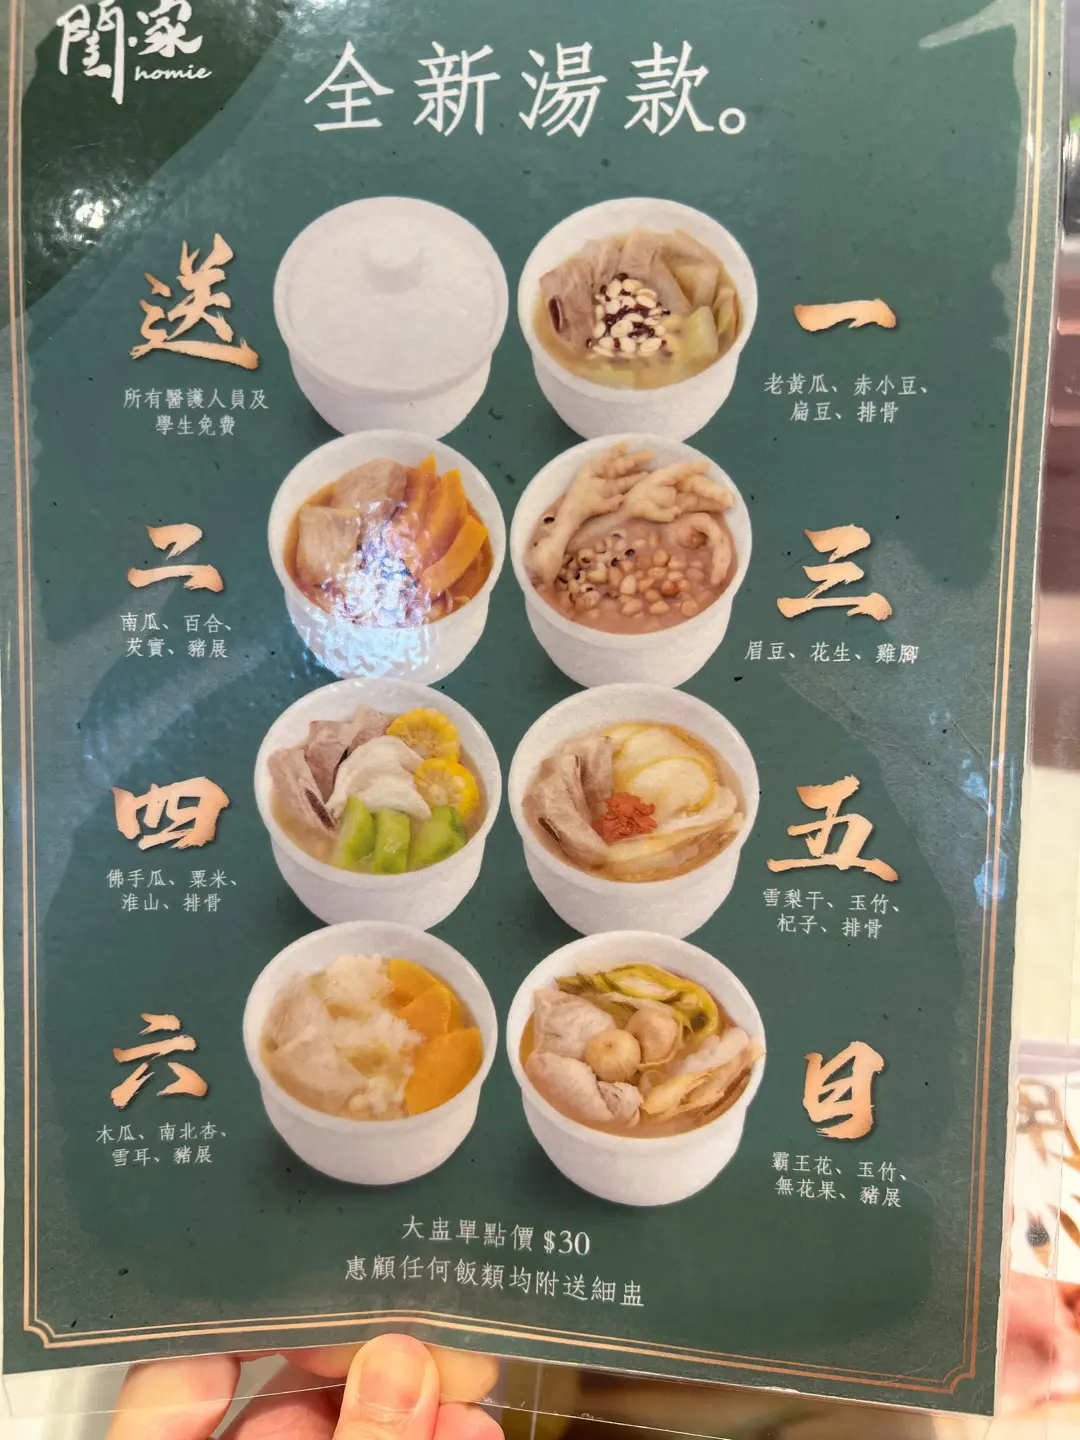 閨·家
homie
全新湯款。
送
所有醫護人員及
學生免費
一
老黃瓜、赤小豆、
扁豆、排骨
二
南瓜、百合、
芡實、豬展
三
眉豆、花生、雞腳
四
佛手瓜、粟米、
淮山、排骨
五
雪梨干、玉竹、
杞子、排骨
六
木瓜、南北杏、
雪耳、豬展
日
霸王花、玉竹、
無花果、豬展
大盅單點價 $30
惠顧任何飯類均附送細盅